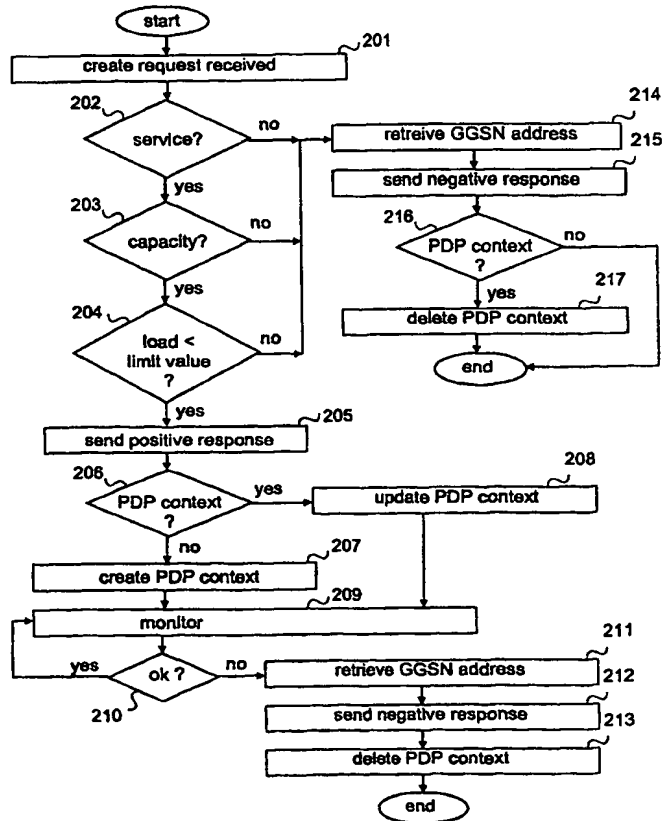 start
201
create request received
202
service?
no
yes
214
retreive GGSN address
215
send negative response
203
capacity?
no
yes
216
PDP context
?
no
yes
217
delete PDP context
end
204
load <
limit value
?
no
yes
205
send positive response
206
PDP context
?
yes
no
208
update PDP context
207
create PDP context
209
monitor
yes
ok ?
no
210
211
retrieve GGSN address
212
send negative response
213
delete PDP context
end